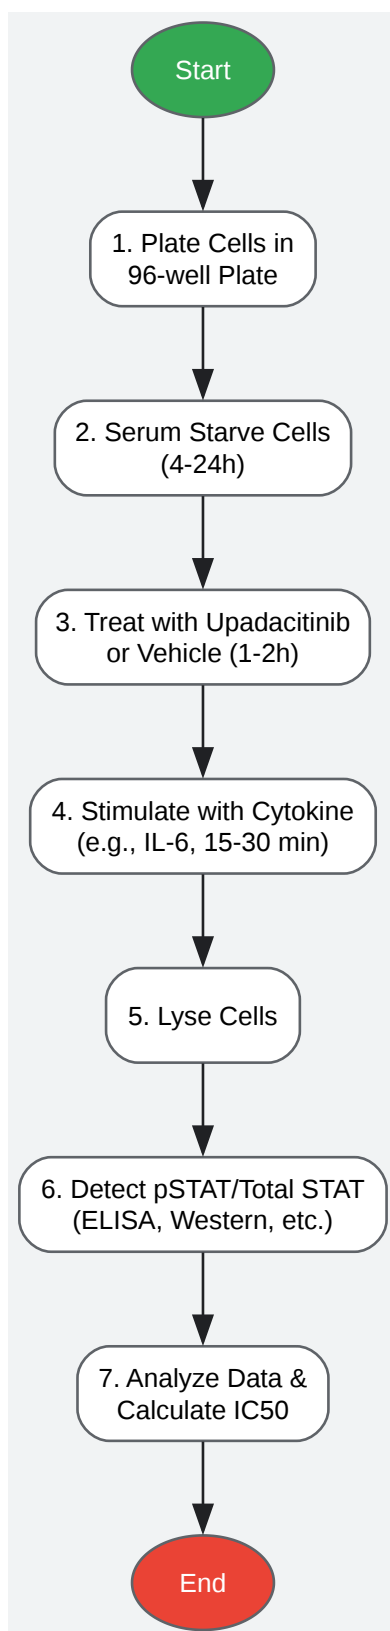 Start
1. Plate Cells in
96-well Plate
2. Serum Starve Cells
(4-24h)
3. Treat with Upadacitinib
or Vehicle (1-2h)
4. Stimulate with Cytokine
(e.g., IL-6, 15-30 min)
5. Lyse Cells
6. Detect pSTAT/Total STAT
(ELISA, Western, etc.)
7. Analyze Data &
Calculate IC50
End